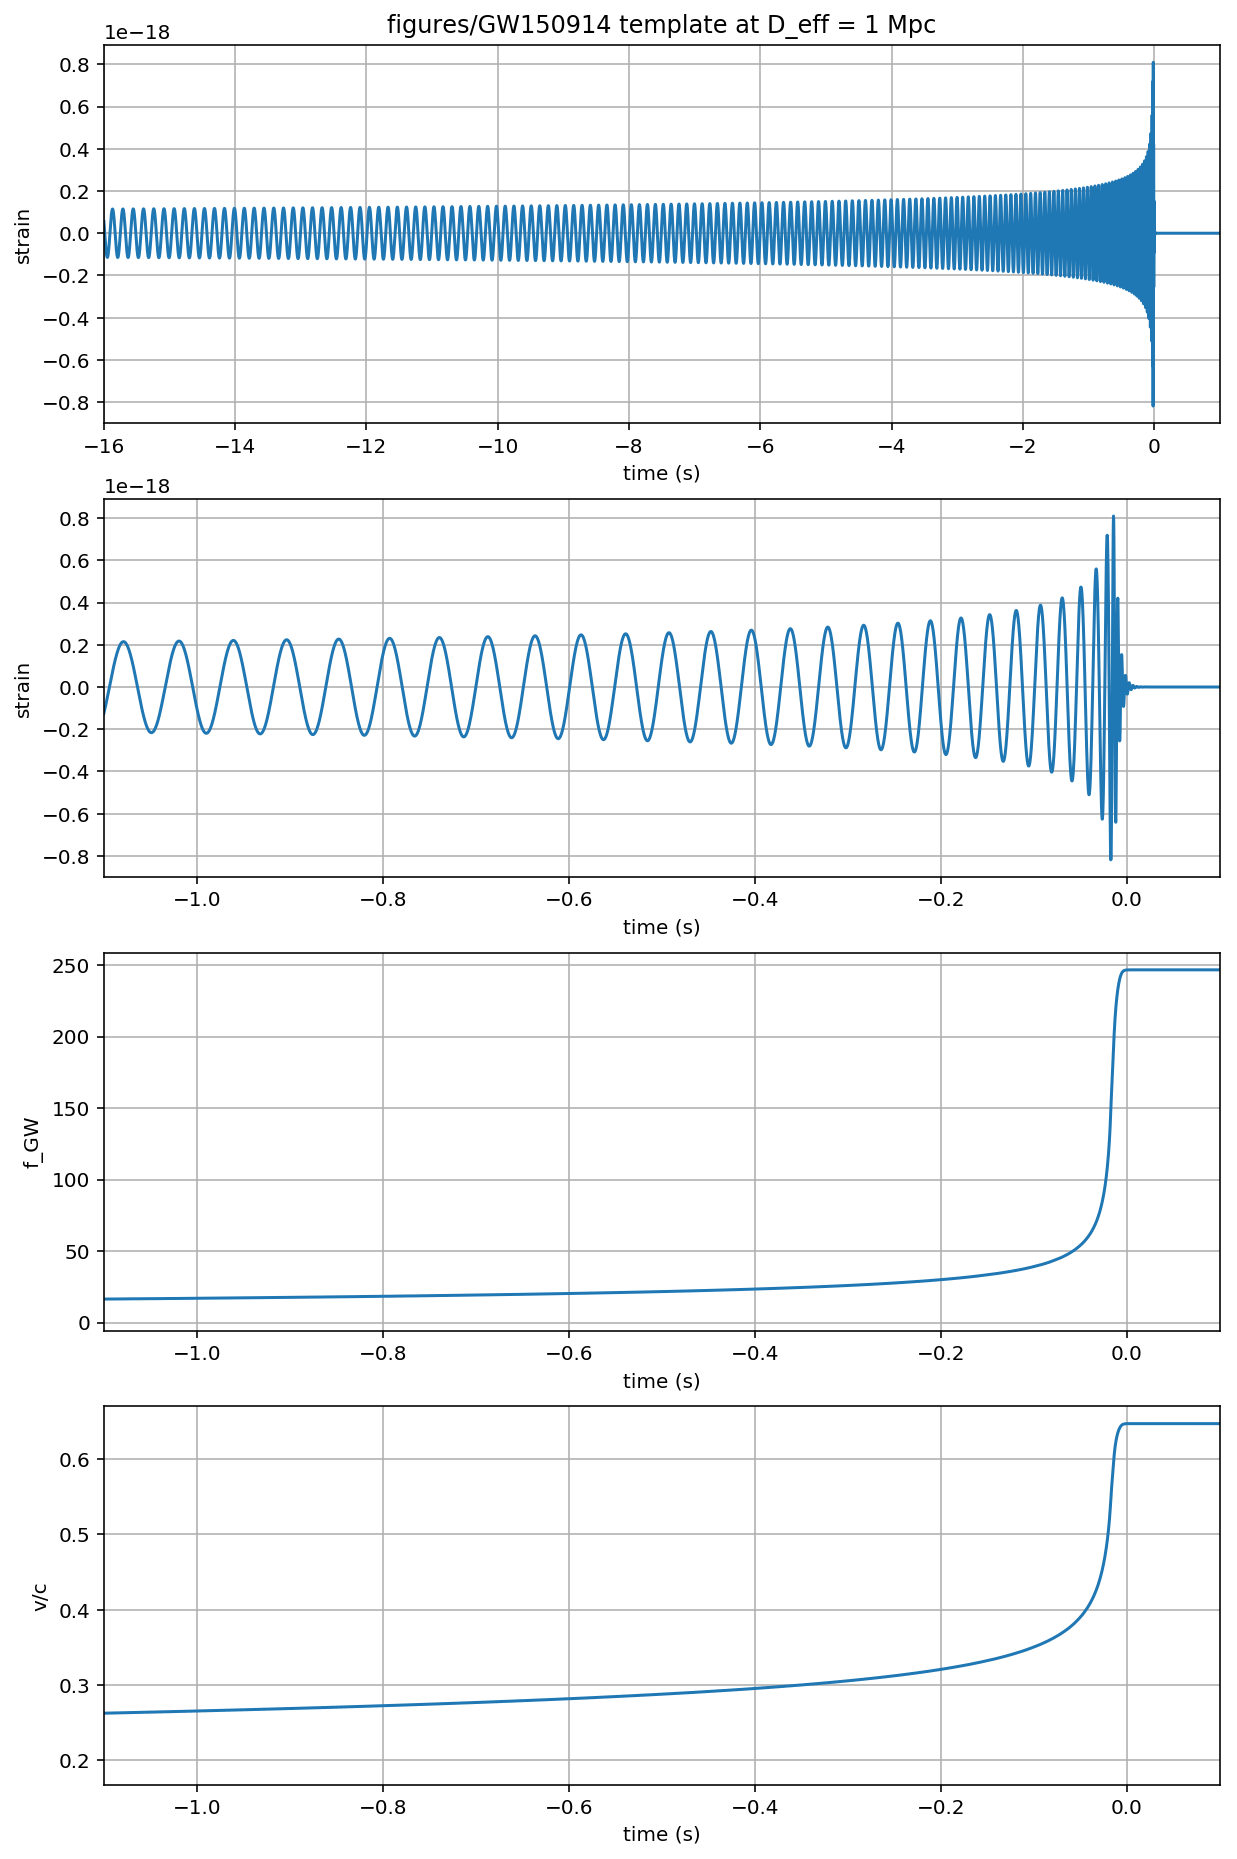 figures/GW150914 template at D_eff = 1 Mpc
1e−18
0.8
0.6
0.4
0.2
0.0
−0.2
−0.4
−0.6
−0.8
strain
−16 −14 −12 −10 −8 −6 −4 −2 0
time (s)
1e−18
0.8
0.6
0.4
0.2
0.0
−0.2
−0.4
−0.6
−0.8
strain
−1.0 −0.8 −0.6 −0.4 −0.2 0.0
time (s)
250
200
150
100
50
0
f_GW
−1.0 −0.8 −0.6 −0.4 −0.2 0.0
time (s)
0.6
0.5
0.4
0.3
0.2
v/c
−1.0 −0.8 −0.6 −0.4 −0.2 0.0
time (s)